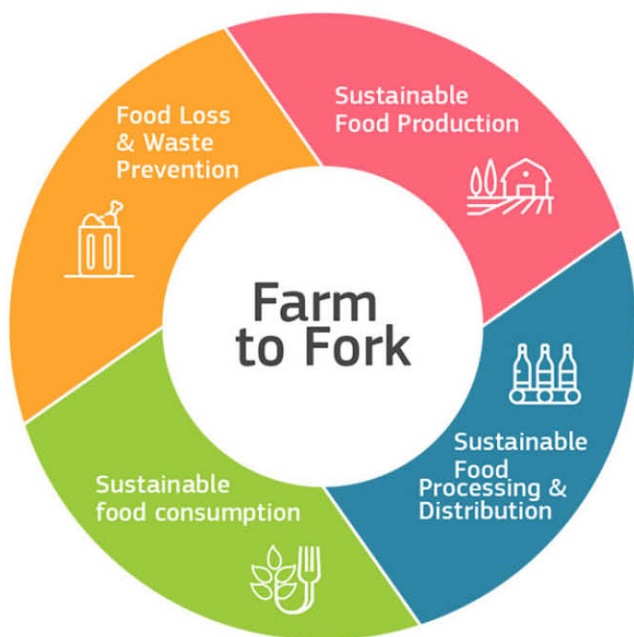 Food Loss
& Waste
Prevention
Sustainable
Food Production
Farm
to Fork
Sustainable
Food
Processing &
Distribution
Sustainable
food consumption